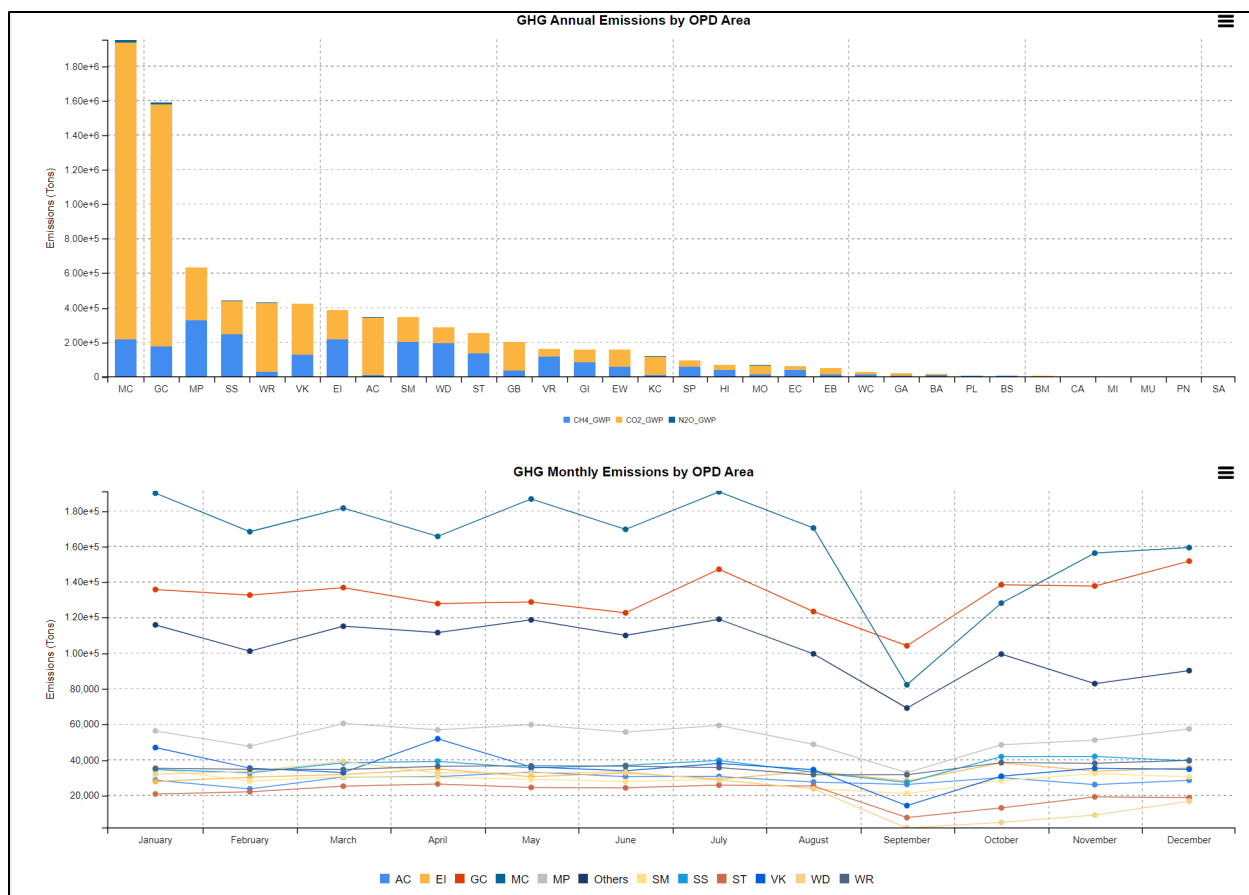 GHG Annual Emissions by OPD Area
Emissions (Tons)
1.80e+6
1.60e+6
1.40e+6
1.20e+6
1.00e+6
8.00e+5
6.00e+5
4.00e+5
2.00e+5
0
MC GC MP SS WR VK EI AC SM WD ST GB VR GI EW KC SP HI MO EC EB WC GA BA PL BS BM CA MI MU PN SA
CH4_GWP CO2_GWP N2O_GWP
GHG Monthly Emissions by OPD Area
Emissions (Tons)
1.80e+5
1.60e+5
1.40e+5
1.20e+5
1.00e+5
80,000
60,000
40,000
20,000
January February March April May June July August September October November December
AC EI GC MC MP Others SM SS ST VK WD WR